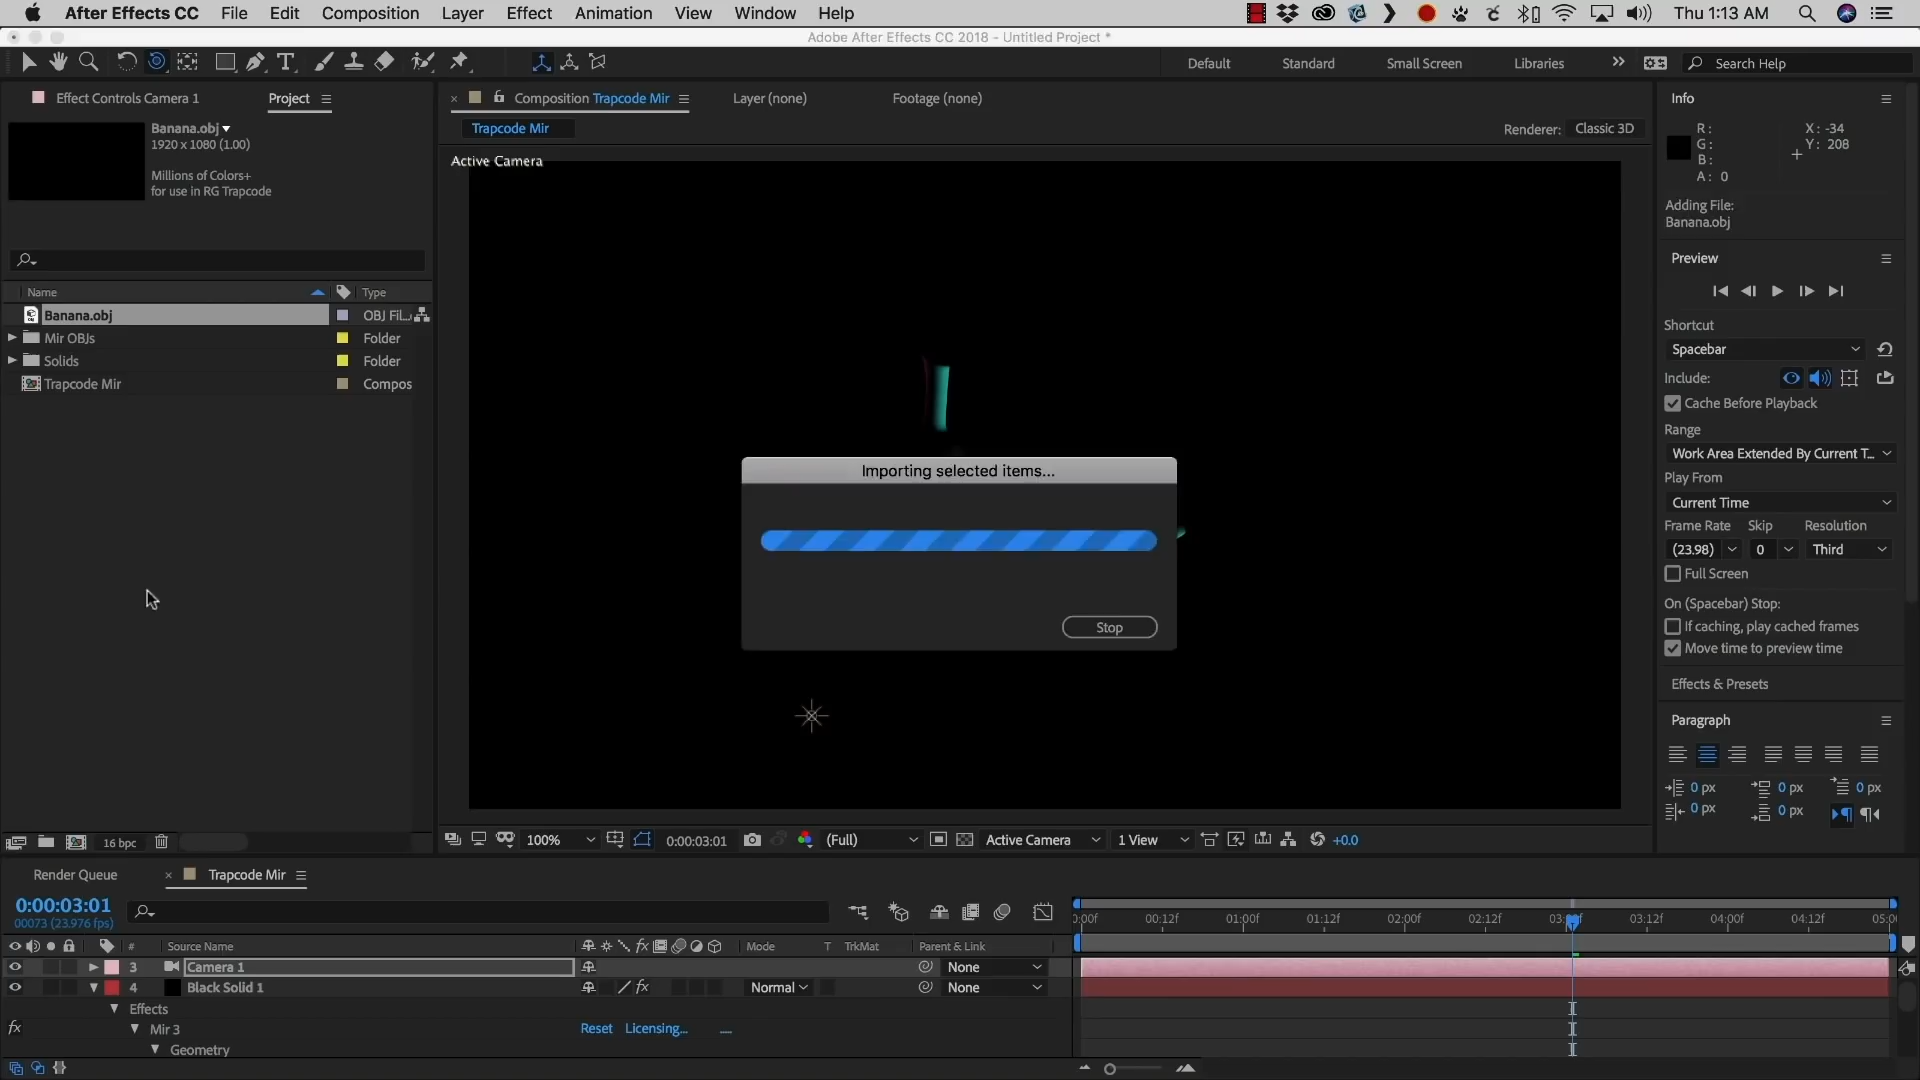 After Effects CC File Edit Composition Layer Effect Animation View Window Help Thu 1:13 AM
Adobe After Effects CC 2018 - Untitled Project *
Default Standard Small Screen Libraries Search Help
Effect Controls Camera 1 Project
Composition Trapcode Mir Layer (none) Footage (none)
Info
Banana.obj
1920 x 1080 (1.00)
Millions of Colors+
for use in RG Trapcode
Trapcode Mir
Renderer: Classic 3D
Active Camera
R:
G:
B:
A: 0
X: -34
Y: 208
Adding File:
Banana.obj
Name Type
Banana.obj OBJ Fil...
Mir OBJs Folder
Solids Folder
Trapcode Mir Compos
Importing selected items...
Stop
Preview
Shortcut
Spacebar
Include:
Cache Before Playback
Range
Work Area Extended By Current T...
Play From
Current Time
Frame Rate Skip Resolution
(23.98) 0 Third
Full Screen
On (Spacebar) Stop:
If caching, play cached frames
Move time to preview time
Effects & Presets
Paragraph
0 px 0 px 0 px
0 px 0 px
16 bpc
100% 0:00:03:01 (Full) Active Camera 1 View +0.0
Render Queue Trapcode Mir
0:00:03:01
00073 (23.976 fps)
:00f 00:12f 01:00f 01:12f 02:00f 02:12f 03:00f 03:12f 04:00f 04:12f 05:00
# Source Name Mode T TrkMat Parent & Link
3 Camera 1 None
4 Black Solid 1 Normal None
Effects
fx Mir 3 Reset Licensing... ...
Geometry